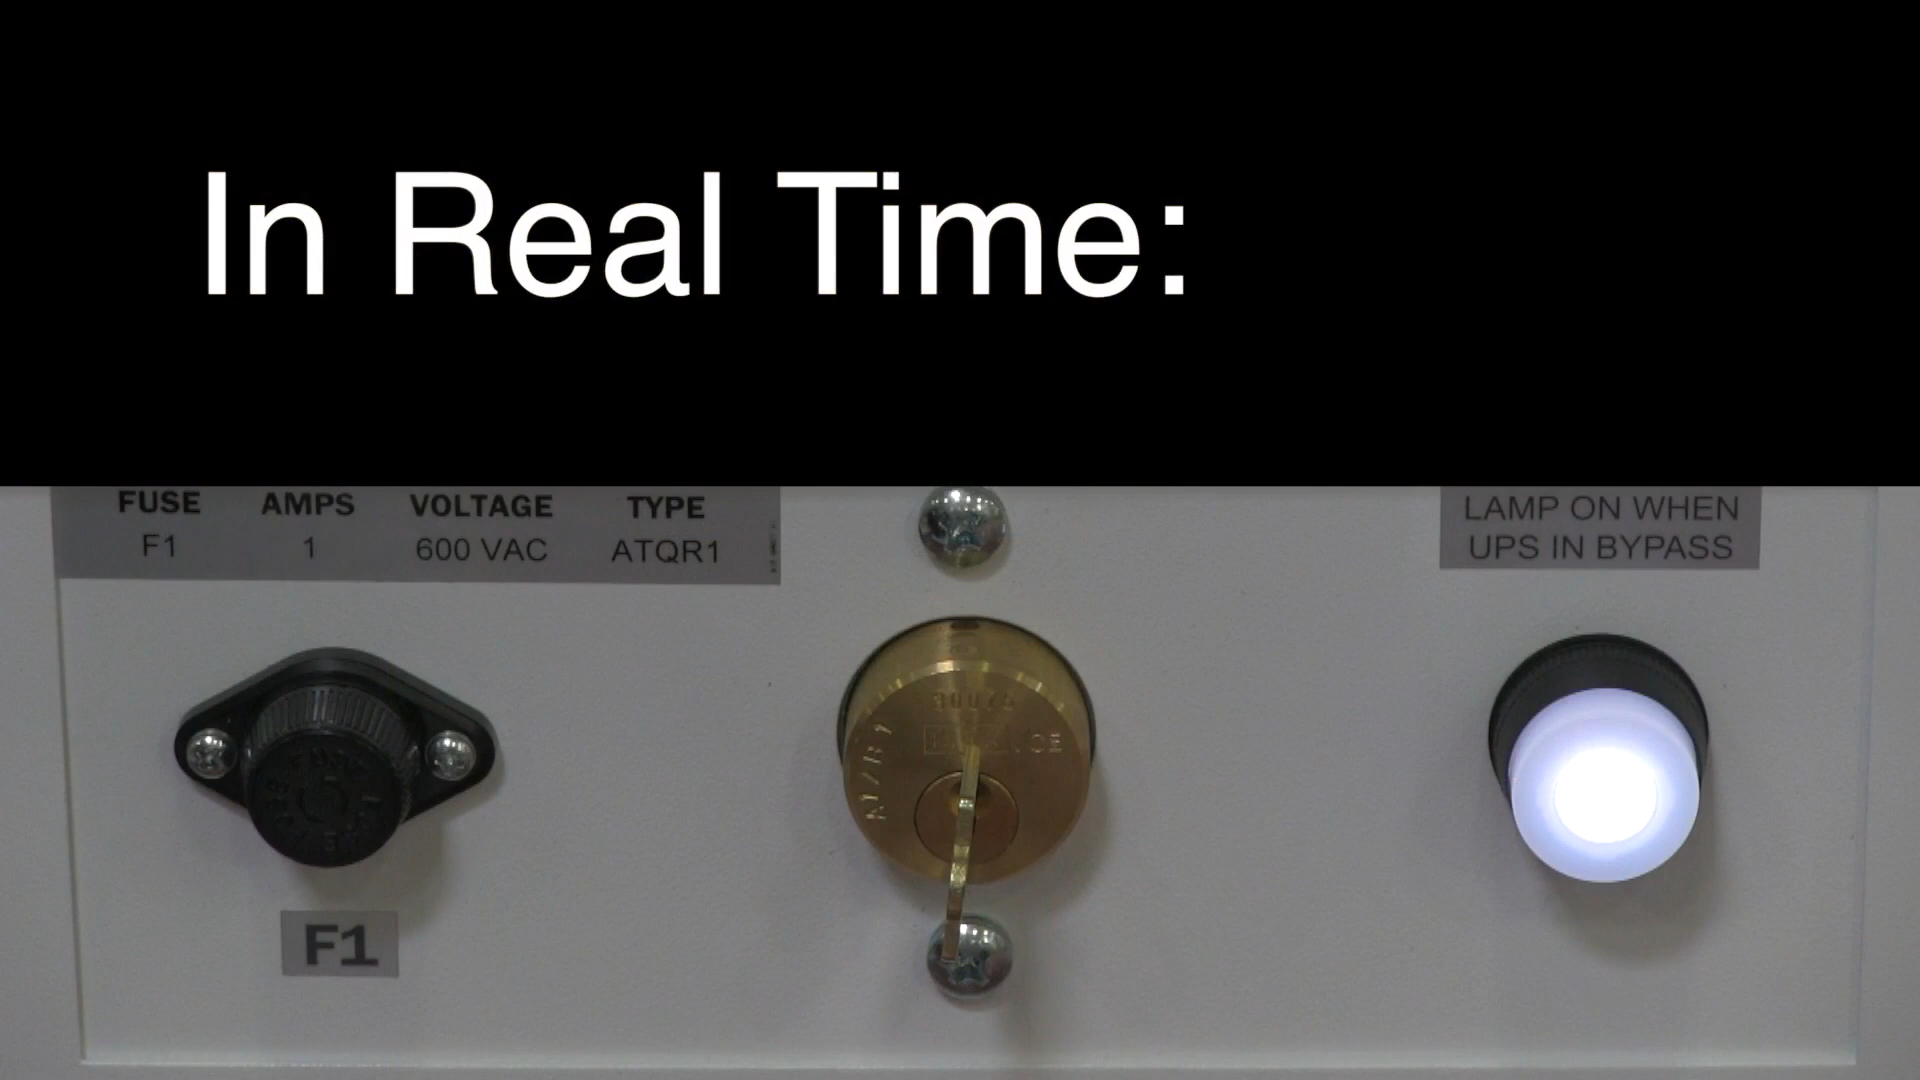 In Real Time:
FUSE AMPS VOLTAGE TYPE
F1 1 600 VAC ATQR1
LAMP ON WHEN
UPS IN BYPASS
F1